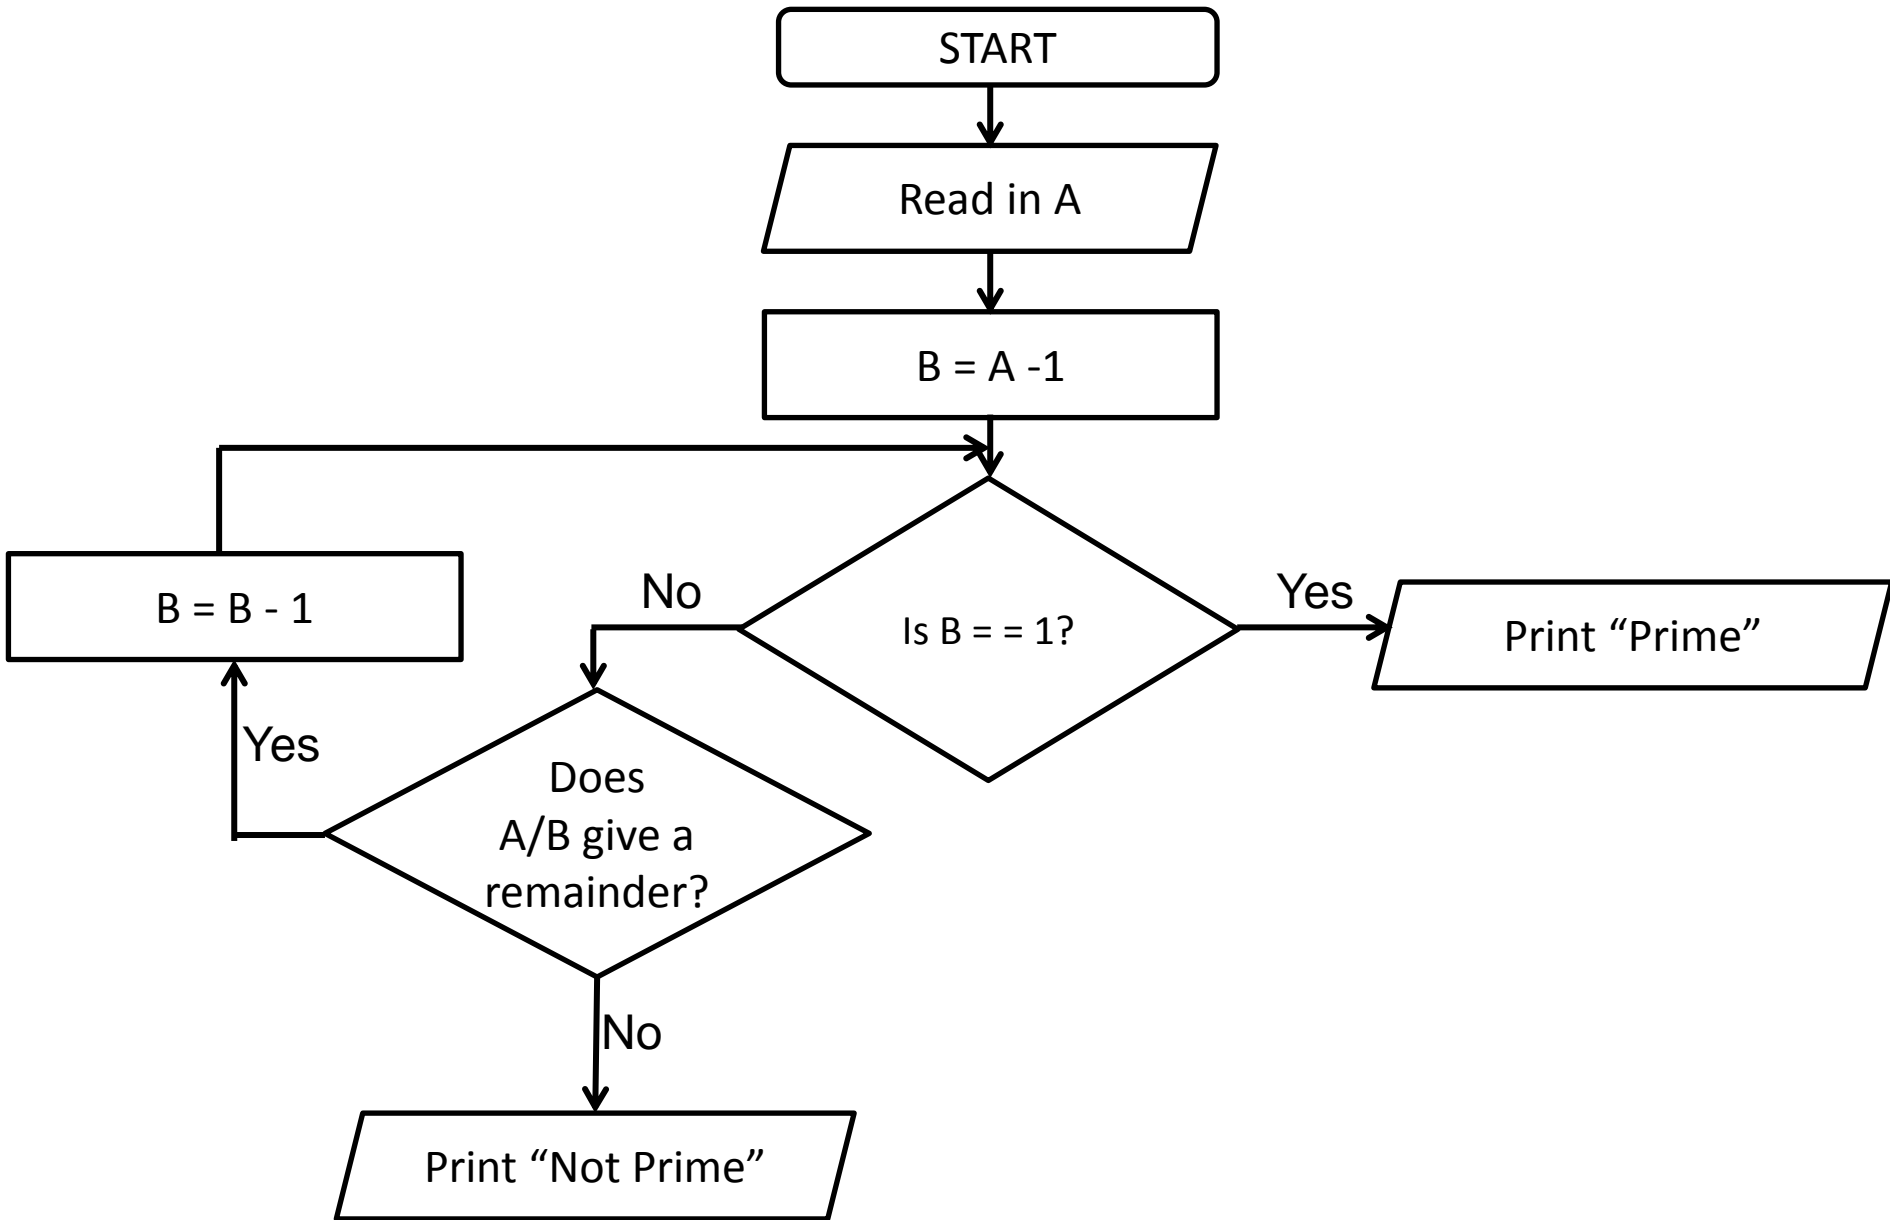 START
Read in A
B = A -1
No
Yes
B = B - 1
Is B = = 1?
Print “Prime”
Yes
Does
A/B give a
remainder?
No
Print “Not Prime”